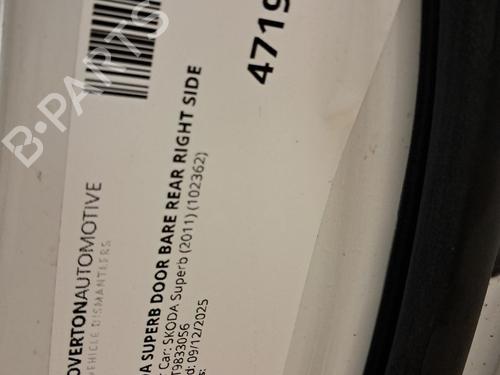 B-PARTS
OVERTONAUTOMOTIVE
VEHICLE DISMANTLERS
4719
DA SUPERB DOOR BARE REAR RIGHT SIDE
Car: SKODA Superb (2011) (102362)
T9833056
d: 09/12/2025
s: